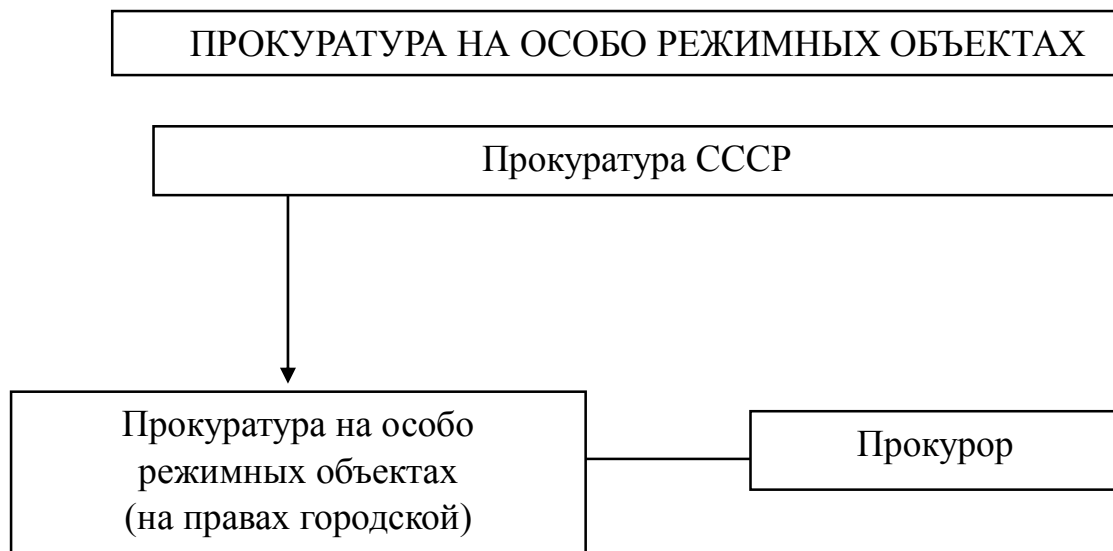 ПРОКУРАТУРА НА ОСОБО РЕЖИМНЫХ ОБЪЕКТАХ
Прокуратура СССР
Прокуратура на особо
режимных объектах
(на правах городской)
Прокурор